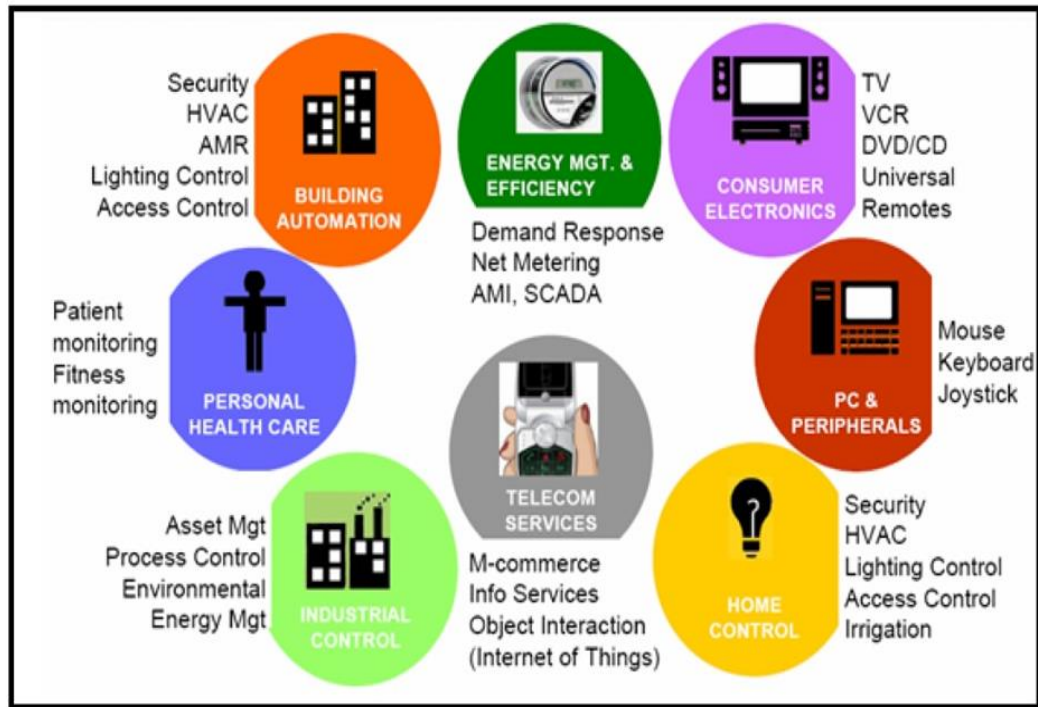 Security
HVAC
AMR
Lighting Control
Access Control
BUILDING
AUTOMATION
ENERGY MGT. &
EFFICIENCY
Demand Response
Net Metering
AMI, SCADA
CONSUMER
ELECTRONICS
TV
VCR
DVD/CD
Universal
Remotes
Patient
monitoring
Fitness
monitoring
PERSONAL
HEALTH CARE
PC &
PERIPHERALS
Mouse
Keyboard
Joystick
Asset Mgt
Process Control
Environmental
Energy Mgt
INDUSTRIAL
CONTROL
TELECOM
SERVICES
M-commerce
Info Services
Object Interaction
(Internet of Things)
?
HOME
CONTROL
Security
HVAC
Lighting Control
Access Control
Irrigation